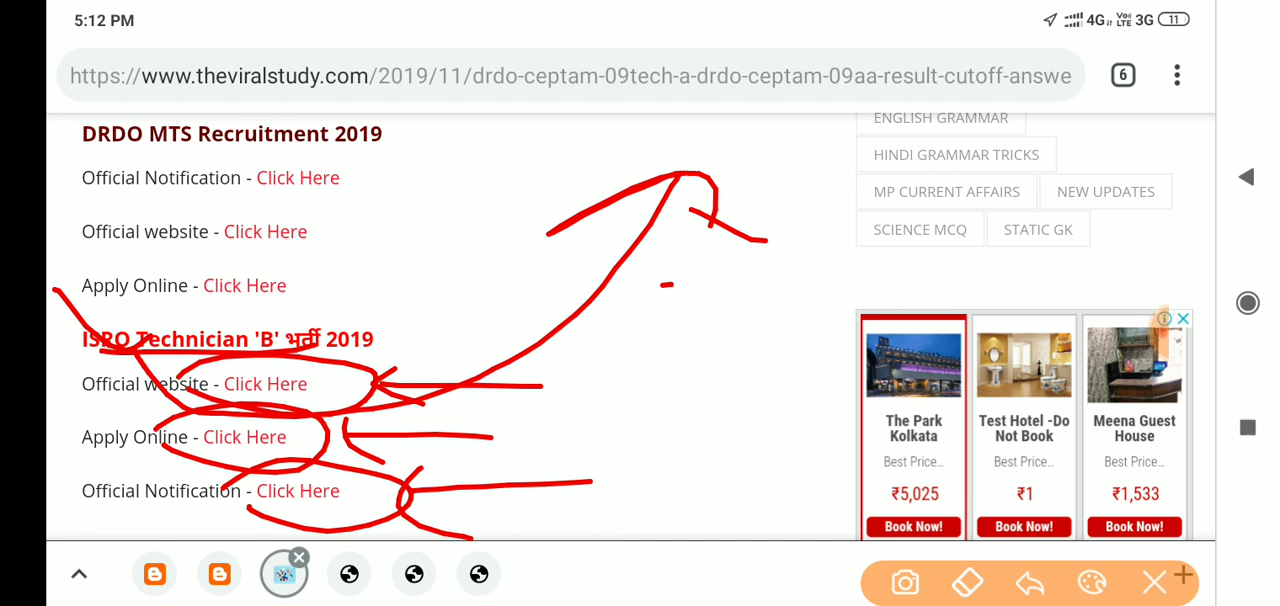 5:12 PM
4G Vo) LTE 3G 11
https://www.theviralstudy.com/2019/11/drdo-ceptam-09tech-a-drdo-ceptam-09aa-result-cutoff-answe
6
DRDO MTS Recruitment 2019
Official Notification - Click Here
Official website - Click Here
Apply Online - Click Here
ISRO Technician 'B' भर्ती 2019
Official website - Click Here
Apply Online - Click Here
Official Notification - Click Here
ENGLISH GRAMMAR
HINDI GRAMMAR TRICKS
MP CURRENT AFFAIRS NEW UPDATES
SCIENCE MCQ STATIC GK
The Park Kolkata
Best Price...
₹5,025
Book Now!
Test Hotel -Do Not Book
Best Price...
₹1
Book Now!
Meena Guest House
Best Price...
₹1,533
Book Now!